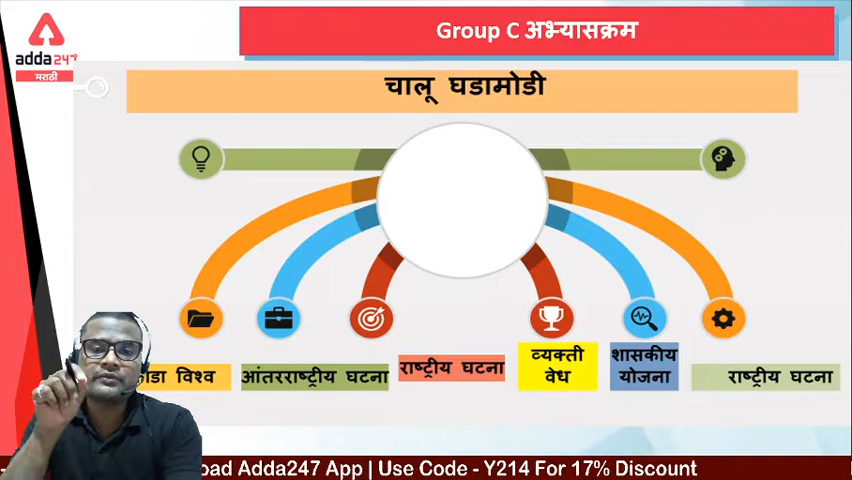 Group C अभ्यासक्रम
adda247
मराठी
चालू घडामोडी
विश्व
आंतरराष्ट्रीय घटना
राष्ट्रीय घटना
व्यक्ती
वेध
शासकीय
योजना
राष्ट्रीय घटना
Adda247 App | Use Code - Y214 For 17% Discount